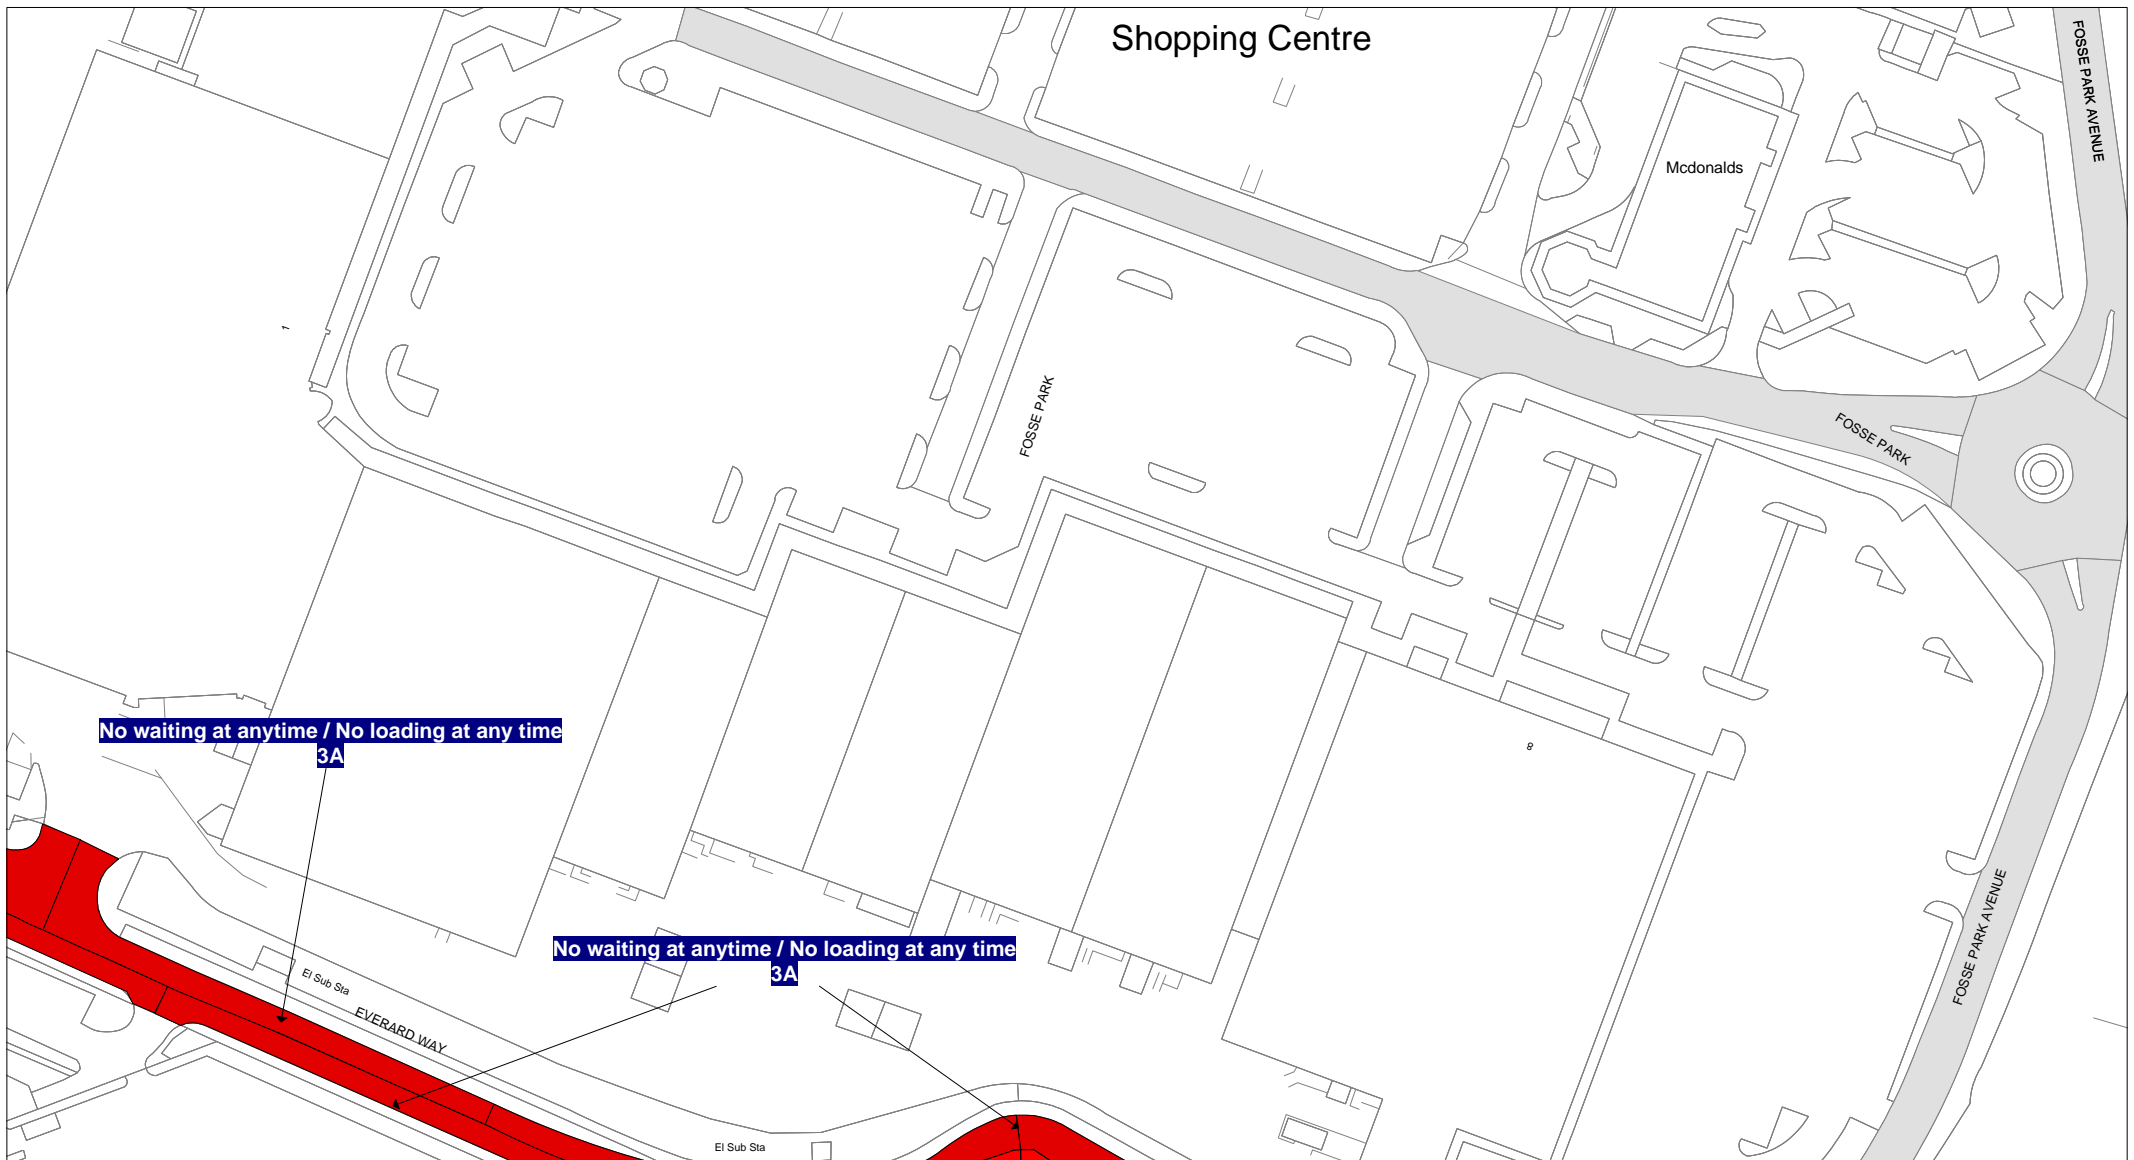 Shopping Centre
FOSSE PARK AVENUE
Mcdonalds
1
FOSSE PARK
FOSSE PARK
No waiting at anytime / No loading at any time
3A
8
No waiting at anytime / No loading at any time
3A
FOSSE PARK AVENUE
El Sub Sta
EVERARD WAY
El Sub Sta